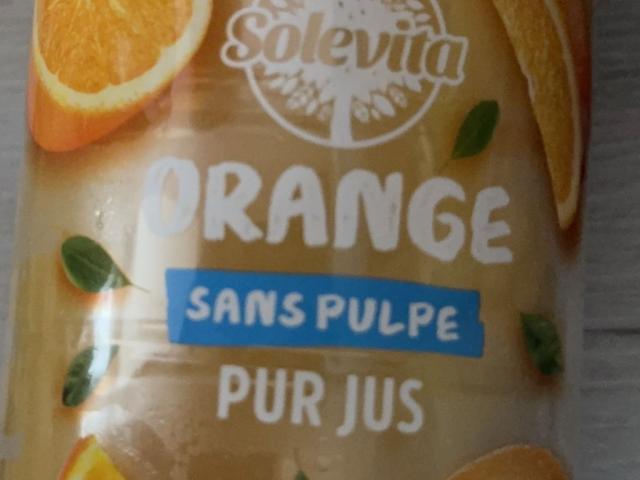 Solevita
ORANGE
SANS PULPE
PUR JUS